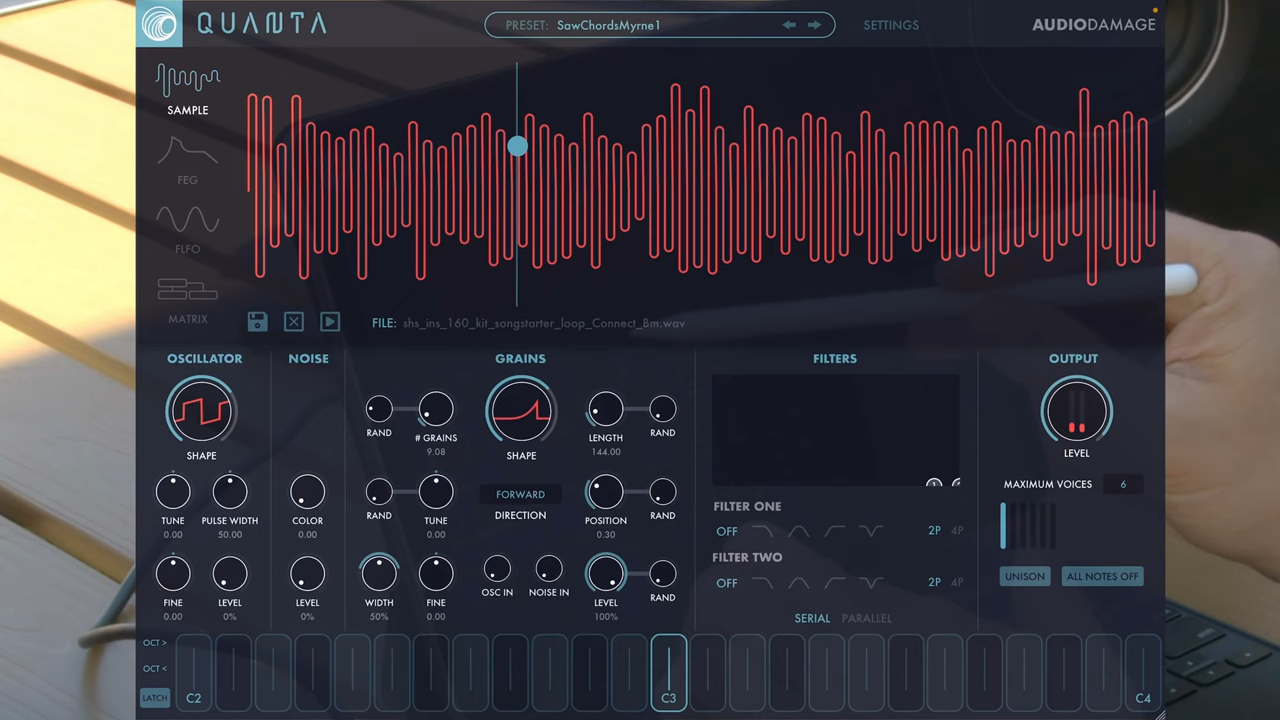 QUANTA
PRESET: SawChordsMyrne1
SETTINGS
AUDIODAMAGE
SAMPLE
FEG
FLFO
MATRIX
FILE: shs_ins_160_kit_songstarter_loop_Connect_Bm.wav
OSCILLATOR
NOISE
GRAINS
FILTERS
OUTPUT
RAND
# GRAINS
9.08
LENGTH
144.00
RAND
SHAPE
SHAPE
LEVEL
MAXIMUM VOICES 6
TUNE
0.00
PULSE WIDTH
50.00
COLOR
0.00
RAND
TUNE
0.00
FORWARD
DIRECTION
POSITION
0.30
RAND
FILTER ONE
OFF 2P 4P
FILTER TWO
OFF 2P 4P
SERIAL PARALLEL
UNISON
ALL NOTES OFF
FINE
0.00
LEVEL
0%
LEVEL
0%
WIDTH
50%
FINE
0.00
OSC IN
NOISE IN
LEVEL
100%
RAND
OCT >
OCT <
LATCH
C2
C3
C4